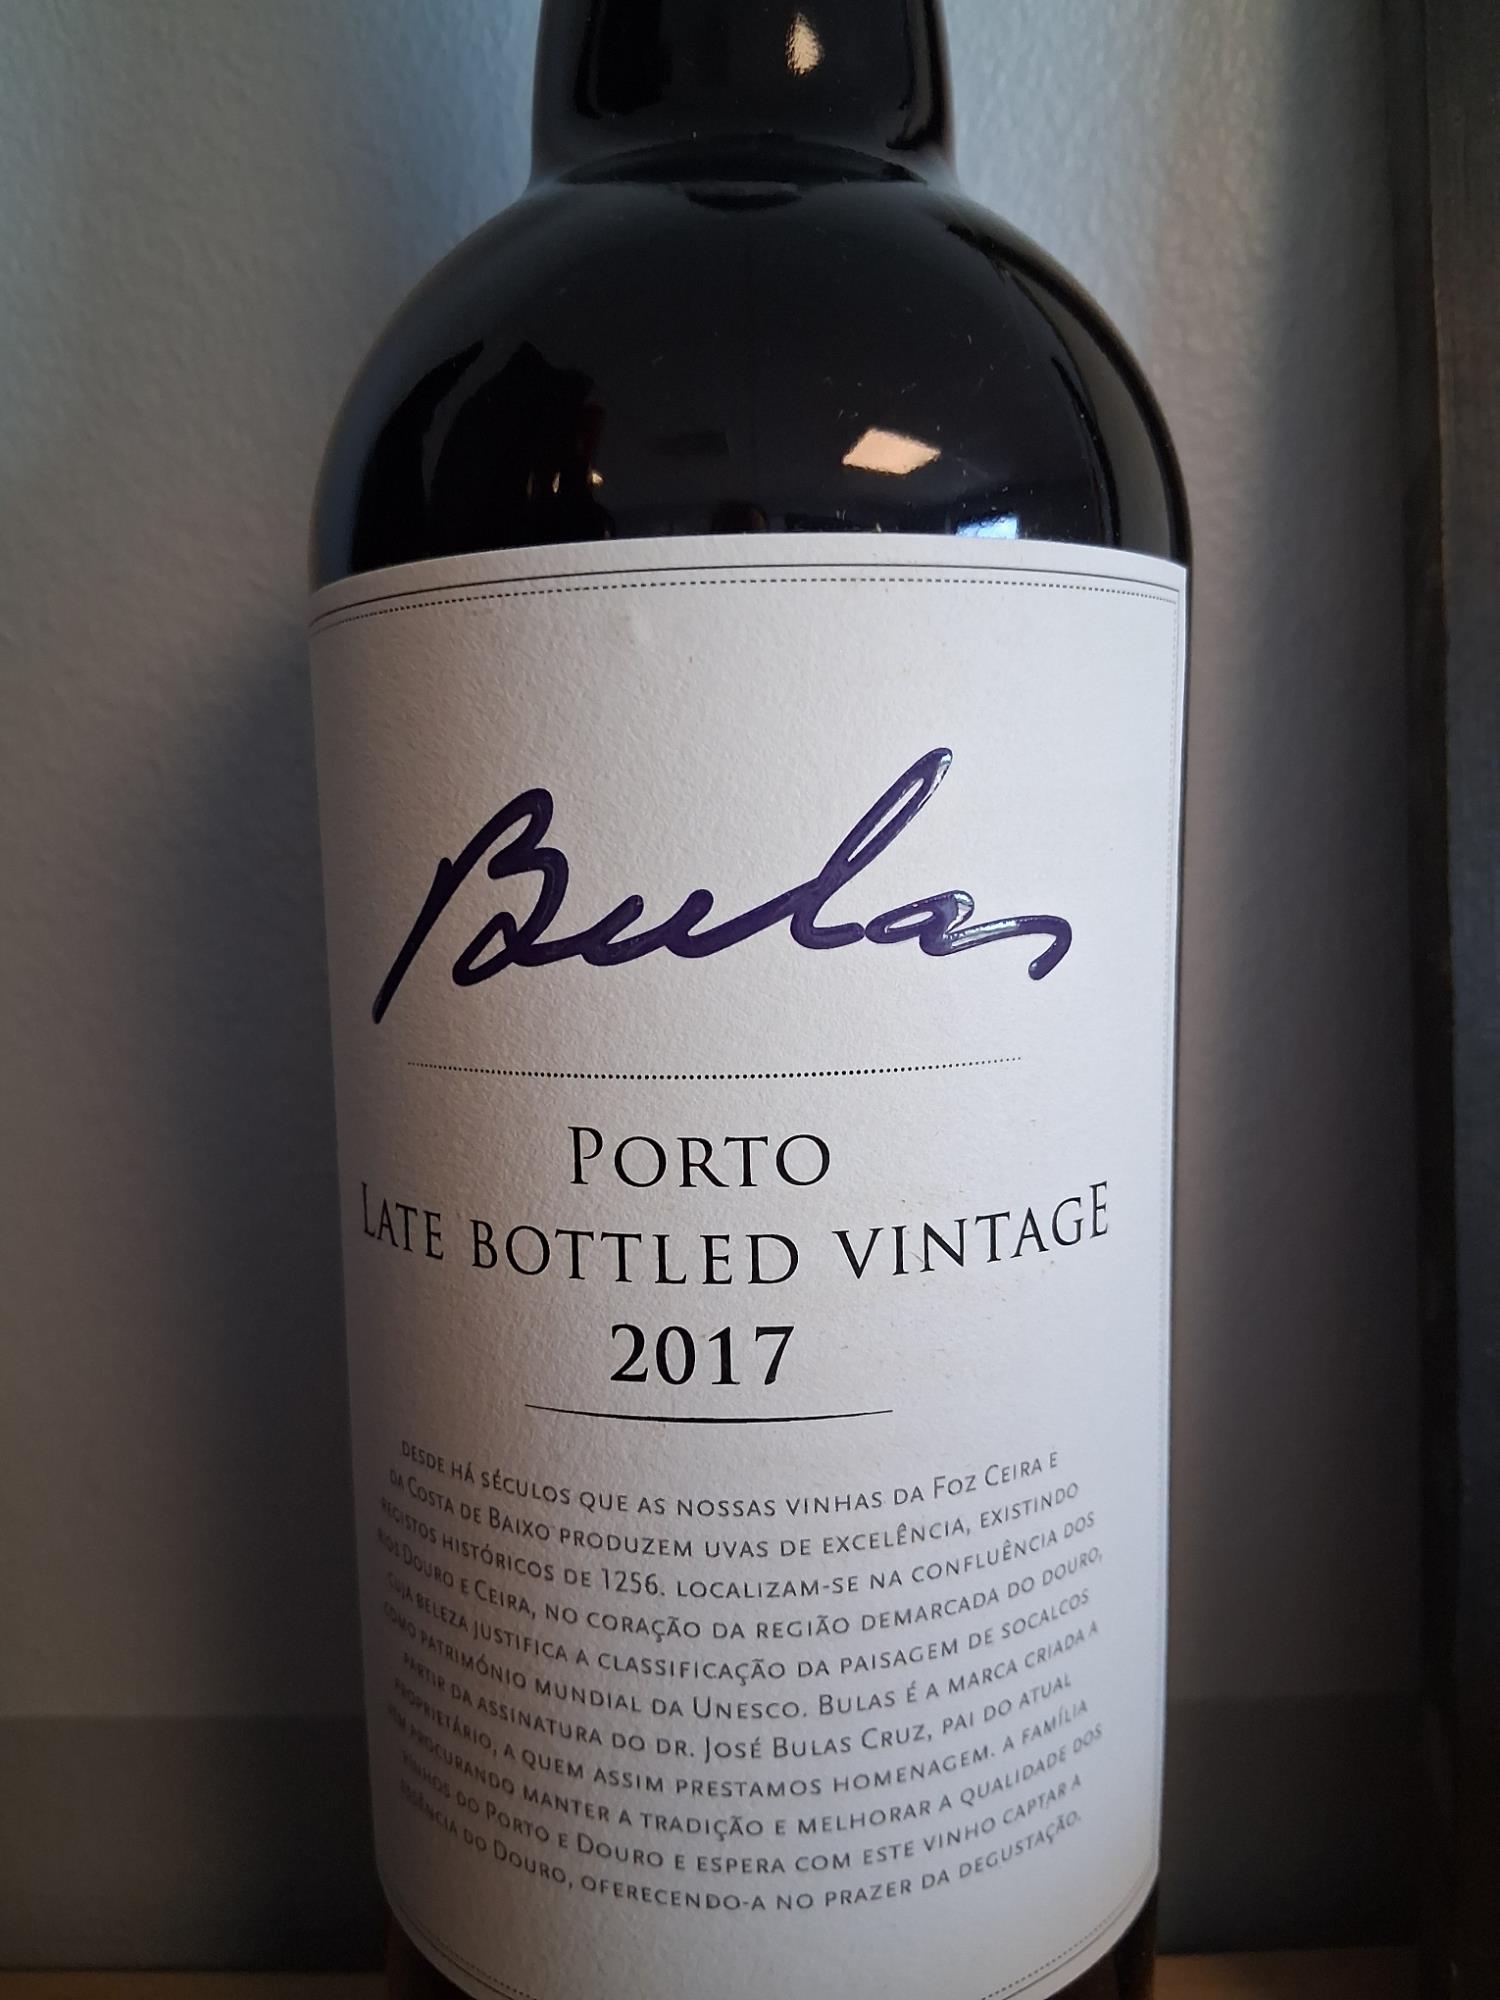 Bulas
PORTO
LATE BOTTLED VINTAGE
2017
DESDE HÁ SÉCULOS QUE AS NOSSAS VINHAS DA FOZ CEIRA E
DA COSTA DE BAIXO PRODUZEM UVAS DE EXCELÊNCIA, EXISTINDO
REGISTOS HISTÓRICOS DE 1256. LOCALIZAM-SE NA CONFLUÊNCIA DOS
RIOS DOURO E CEIRA, NO CORAÇÃO DA REGIÃO DEMARCADA DO DOURO,
CUJA BELEZA JUSTIFICA A CLASSIFICAÇÃO DA PAISAGEM DE SOCALCOS
COMO PATRIMÓNIO MUNDIAL DA UNESCO. BULAS É A MARCA CRIADA A
PARTIR DA ASSINATURA DO DR. JOSÉ BULAS CRUZ, PAI DO ATUAL
PROPRIETÁRIO, A QUEM ASSIM PRESTAMOS HOMENAGEM. A FAMÍLIA
VEM PROCURANDO MANTER A TRADIÇÃO E MELHORAR A QUALIDADE DOS
VINHOS DO PORTO E DOURO E ESPERA COM ESTE VINHO CAPTAR A
ESSÊNCIA DO DOURO, OFERECENDO-A NO PRAZER DA DEGUSTAÇÃO.